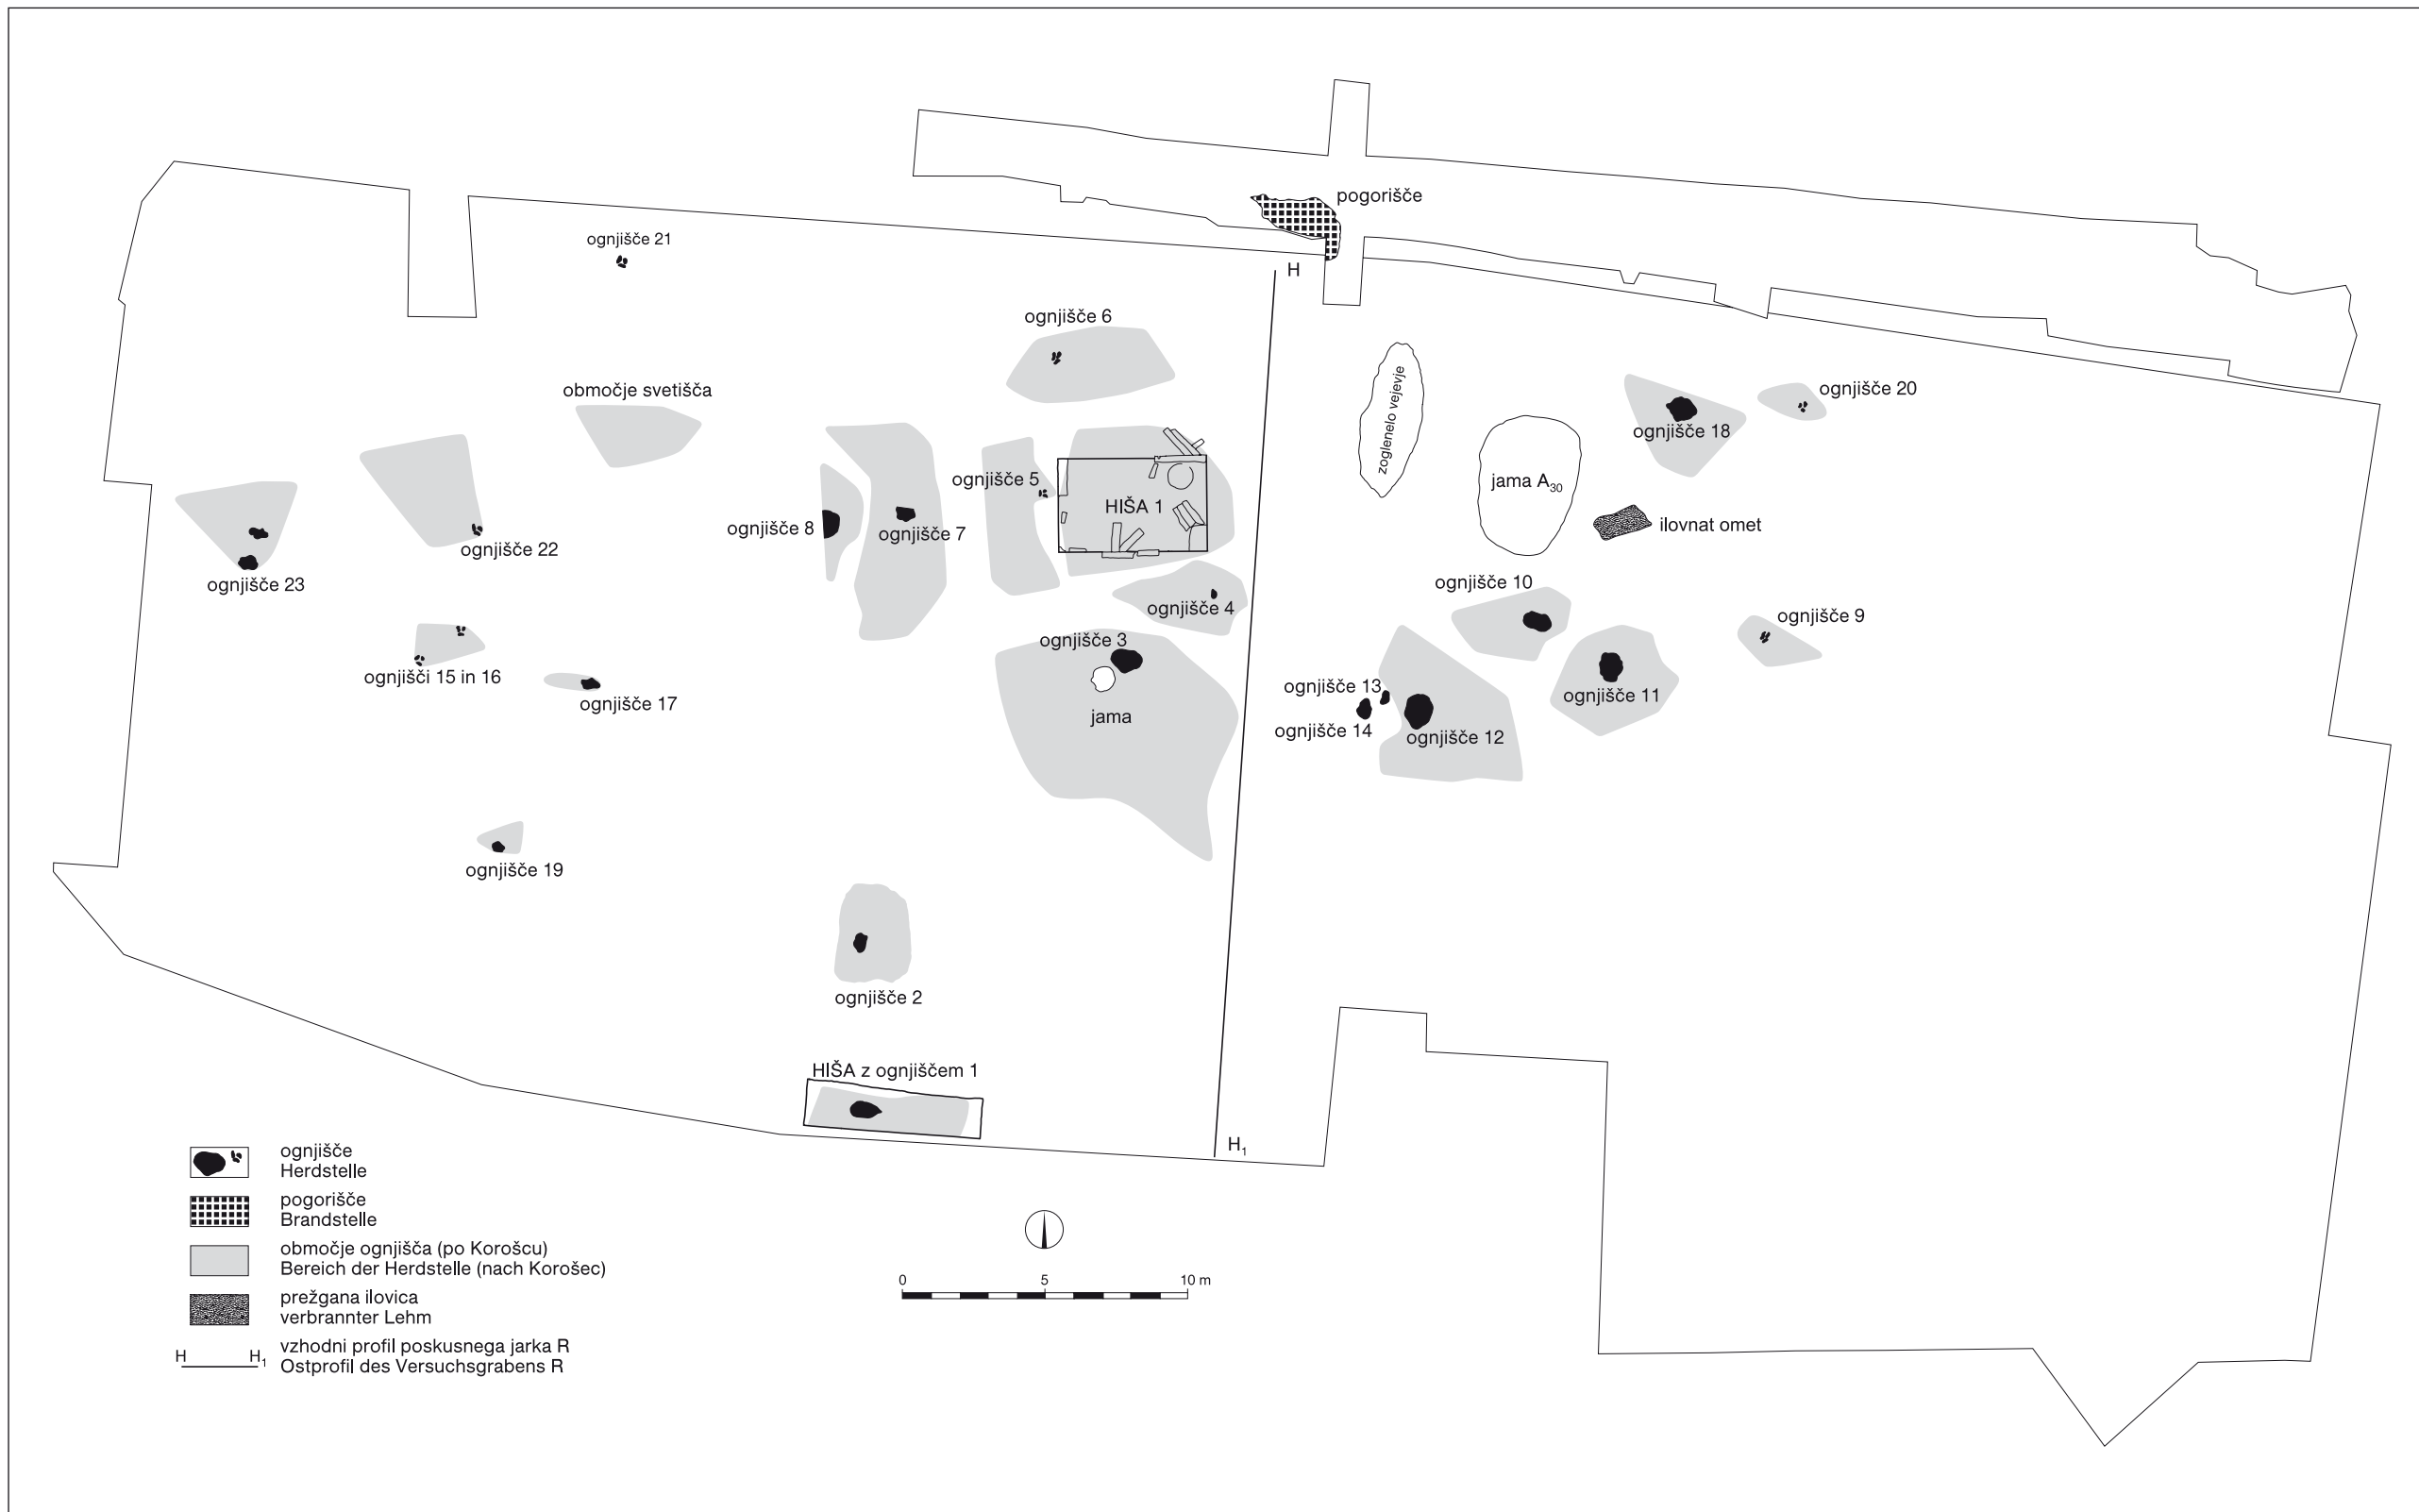 pogorišče
ognjišče 21
H
ognjišče 6
območje svetišča
zoglenelo vejevje
ognjišče 20
ognjišče 18
ognjišče 5
HIŠA 1
jama A30
ognjišče 8
ognjišče 7
ilovnat omet
ognjišče 22
ognjišče 23
ognjišče 10
ognjišče 4
ognjišče 9
ognjišče 3
ognjišči 15 in 16
ognjišče 17
jama
ognjišče 13
ognjišče 14
ognjišče 12
ognjišče 11
ognjišče 19
ognjišče 2
HIŠA z ognjiščem 1
H1
ognjišče
Herdstelle
pogorišče
Brandstelle
območje ognjišča (po Korošcu)
Bereich der Herdstelle (nach Korošec)
prežgana ilovica
verbrannter Lehm
H H1 vzhodni profil poskusnega jarka R
Ostprofil des Versuchsgrabens R
0 5 10 m